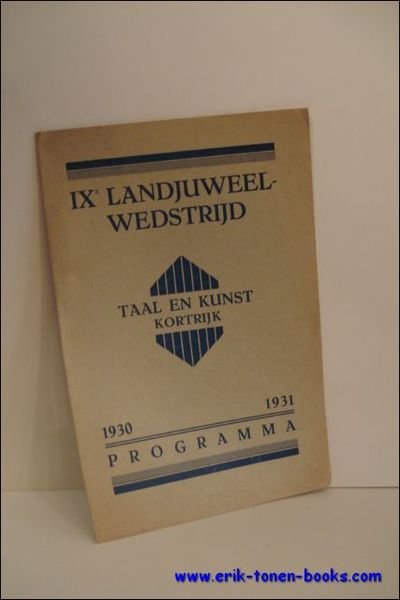 IXe LANDJUWEEL-
WEDSTRIJD
TAAL EN KUNST
KORTRIJK
1930 1931
PROGRAMMA
www.erik-tonen-books.com